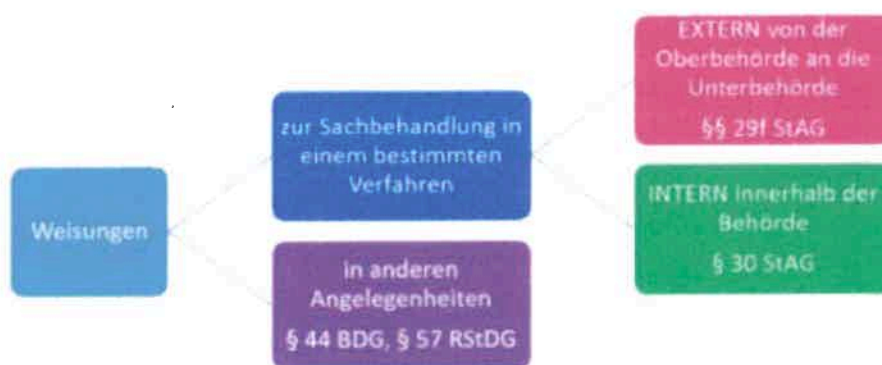 Weisungen
zur Sachbehandlung in
einem bestimmten
Verfahren
in anderen
Angelegenheiten
§ 44 BDG, § 57 RStDG
EXTERN von der
Oberbehörde an die
Unterbehörde
§§ 29f StAG
INTERN innerhalb der
Behörde
§ 30 StAG